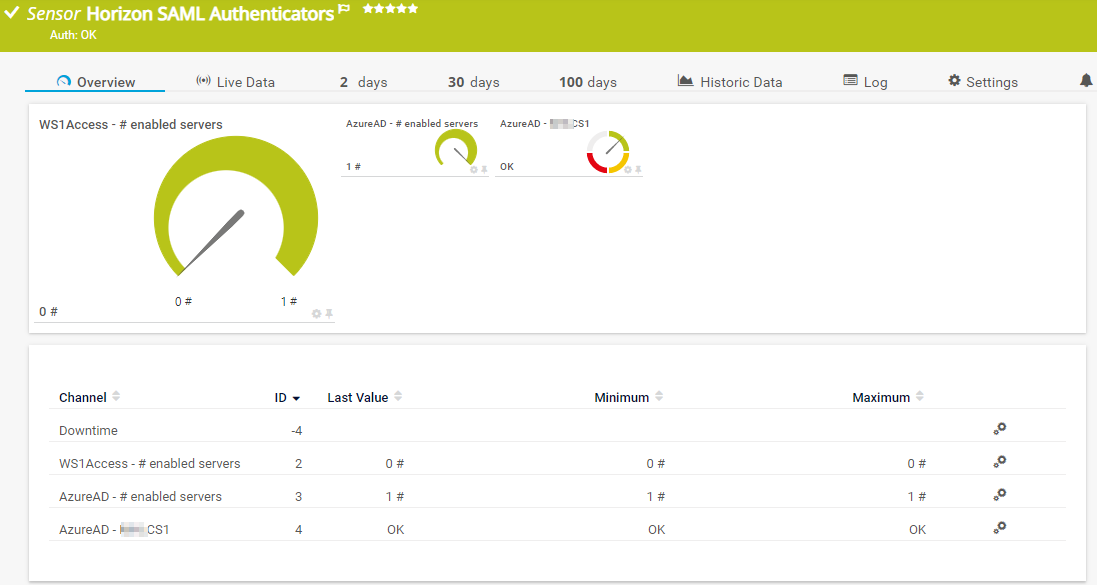 Sensor Horizon SAML Authenticators
Auth: OK
Overview Live Data 2 days 30 days 100 days Historic Data Log Settings
WS1Access - # enabled servers
0 #
1 #
0 #
AzureAD - # enabled servers
1 #
AzureAD - CS1
OK
Channel ID Last Value Minimum Maximum
Downtime -4
WS1Access - # enabled servers 2 0 # 0 # 0 #
AzureAD - # enabled servers 3 1 # 1 # 1 #
AzureAD - CS1 4 OK OK OK